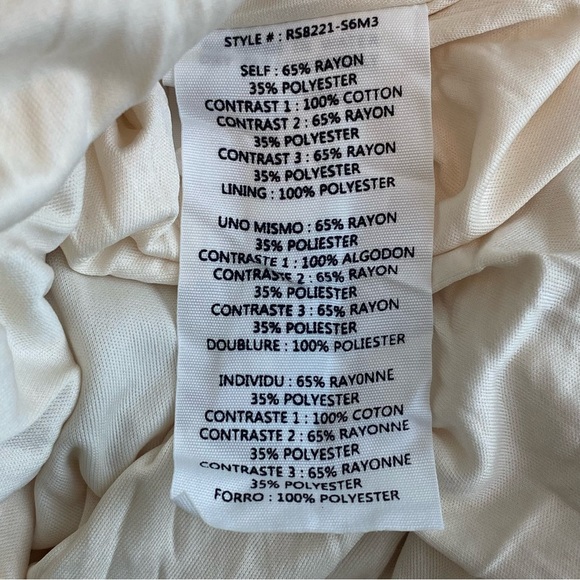 STYLE # : RS8221-S6M3
SELF : 65% RAYON
35% POLYESTER
CONTRAST 1 : 100% COTTON
CONTRAST 2 : 65% RAYON
35% POLYESTER
CONTRAST 3 : 65% RAYON
35% POLYESTER
LINING : 100% POLYESTER
UNO MISMO : 65% RAYON
35% POLIESTER
CONTRASTE 1 : 100% ALGODON
CONTRASTE 2 : 65% RAYON
35% POLIESTER
CONTRASTE 3 : 65% RAYON
35% POLIESTER
DOUBLURE : 100% POLIESTER
INDIVIDU : 65% RAYONNE
35% POLYESTER
CONTRASTE 1 : 100% COTON
CONTRASTE 2 : 65% RAYONNE
35% POLYESTER
CONTRASTE 3 : 65% RAYONNE
35% POLYESTER
FORRO : 100% POLYESTER